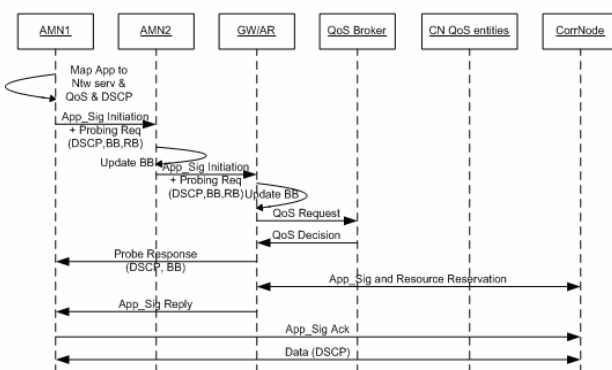 AMN1 AMN2 GW/AR QoS Broker CN QoS entities CorrNode
Map App to
Ntw serv &
QoS & DSCP
App_Sig Initiation
+ Probing Req
(DSCP,BB,RB)
Update BB
App_Sig Initiation
+ Probing Req
(DSCP,BB,RB)
Update BB
QoS Request
QoS Decision
Probe Response
(DSCP, BB)
App_Sig and Resource Reservation
App_Sig Reply
App_Sig Ack
Data (DSCP)